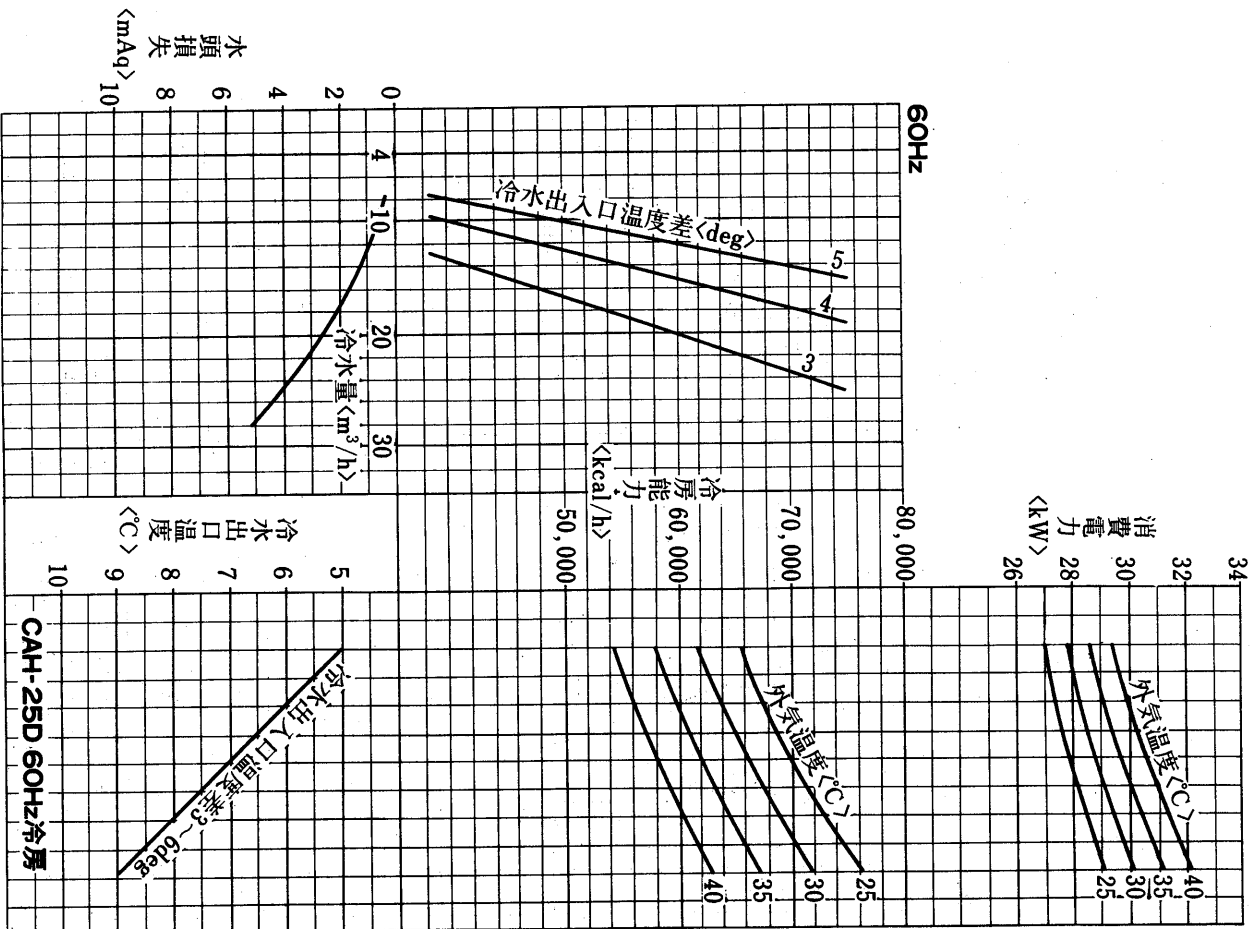 60Hz
消費電力
<kW>
34
32
30
28
26
外気温度<℃>
40
35
30
25
80,000
70,000
60,000
50,000
冷房能力
<kcal/h>
外気温度<℃>
25
30
35
40
冷水出入口温度差<deg>
5
4
3
0
2
4
6
8
10
水頭損失
<mAq>
4
10
20
30
冷水量<m³/h>
5
6
7
8
9
10
冷水出口温度
<℃>
冷水出入口温度差3～6deg
CAH-25D 60Hz冷房